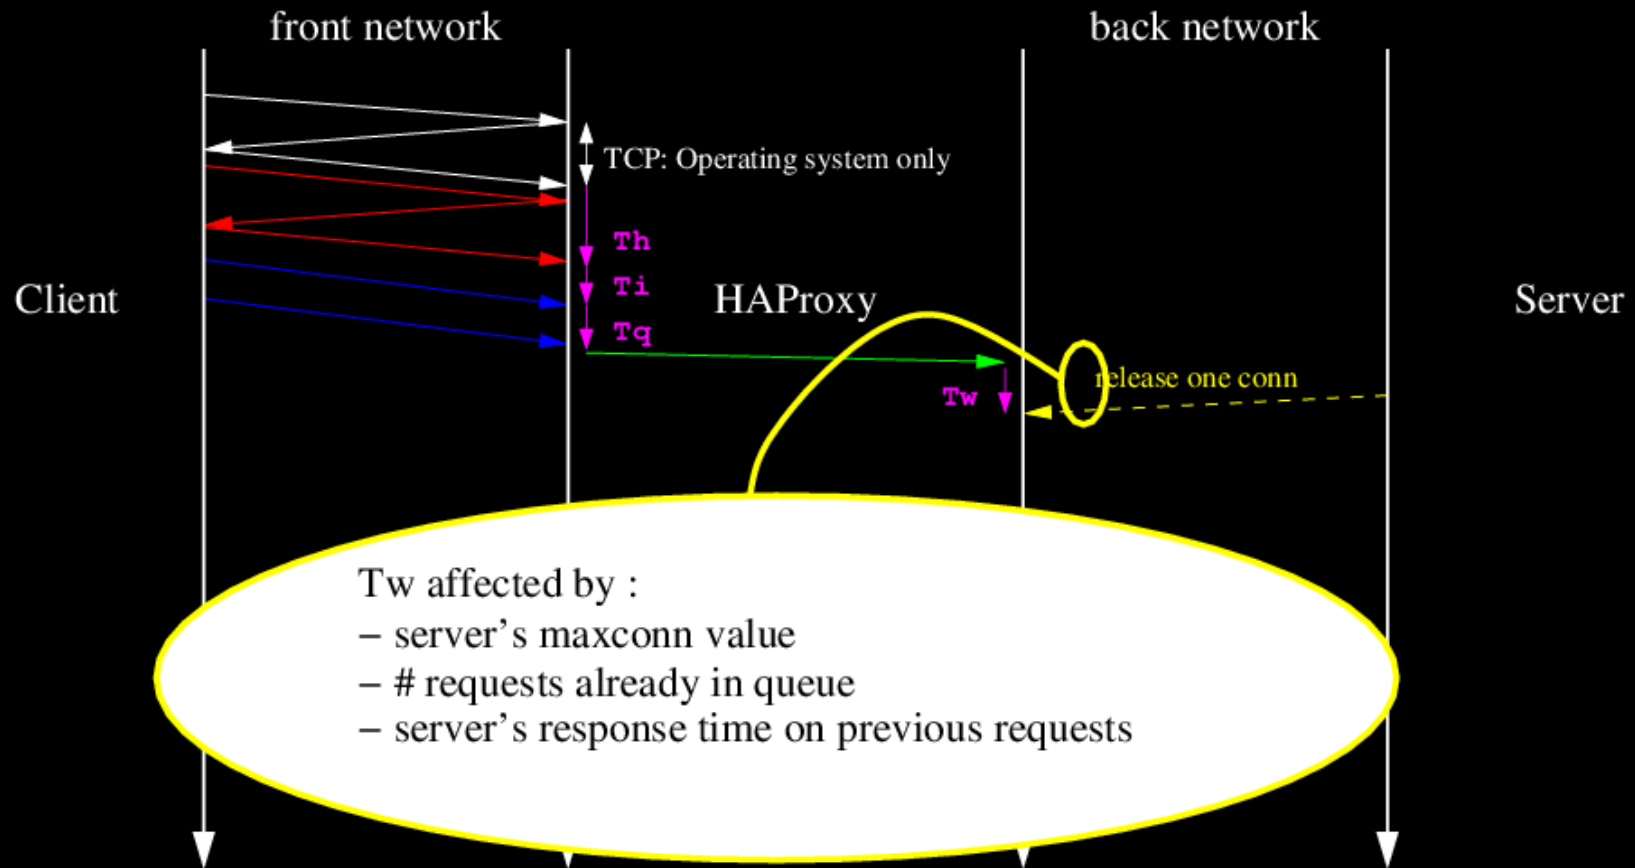 front network
back network
TCP: Operating system only
Th
Ti
Client
HAProxy
Server
Tq
release one conn
Tw
Tw affected by :
– server’s maxconn value
– # requests already in queue
– server’s response time on previous requests